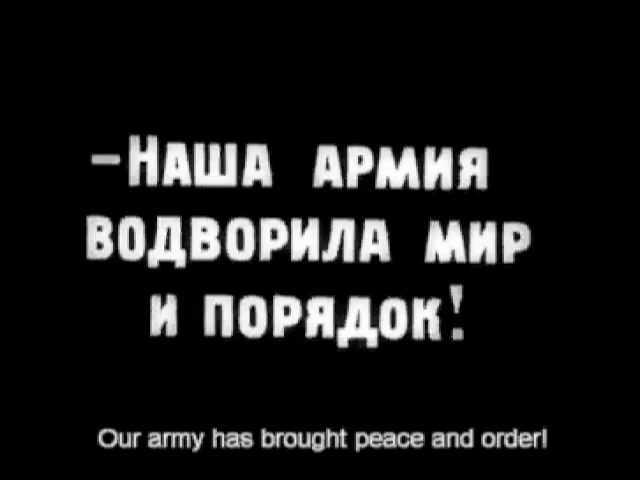 –НАША АРМИЯ
ВОДВОРИЛА МИР
И ПОРЯДОК!
Our army has brought peace and order!